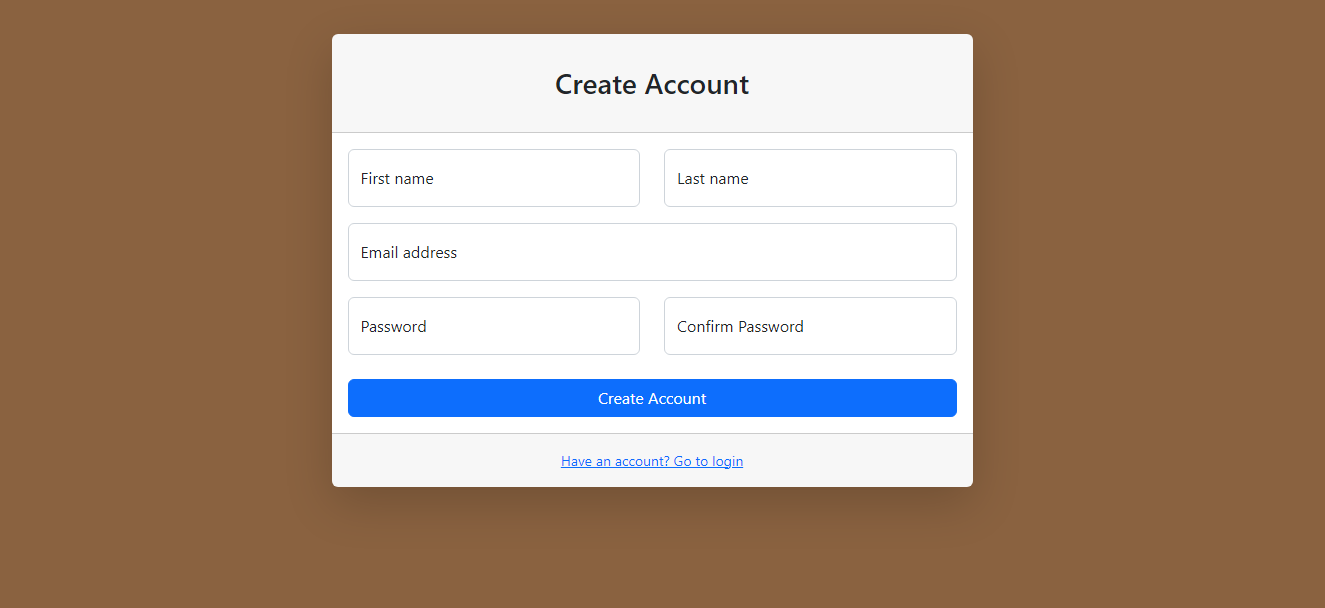 Create Account
First name
Last name
Email address
Password
Confirm Password
Create Account
Have an account? Go to login